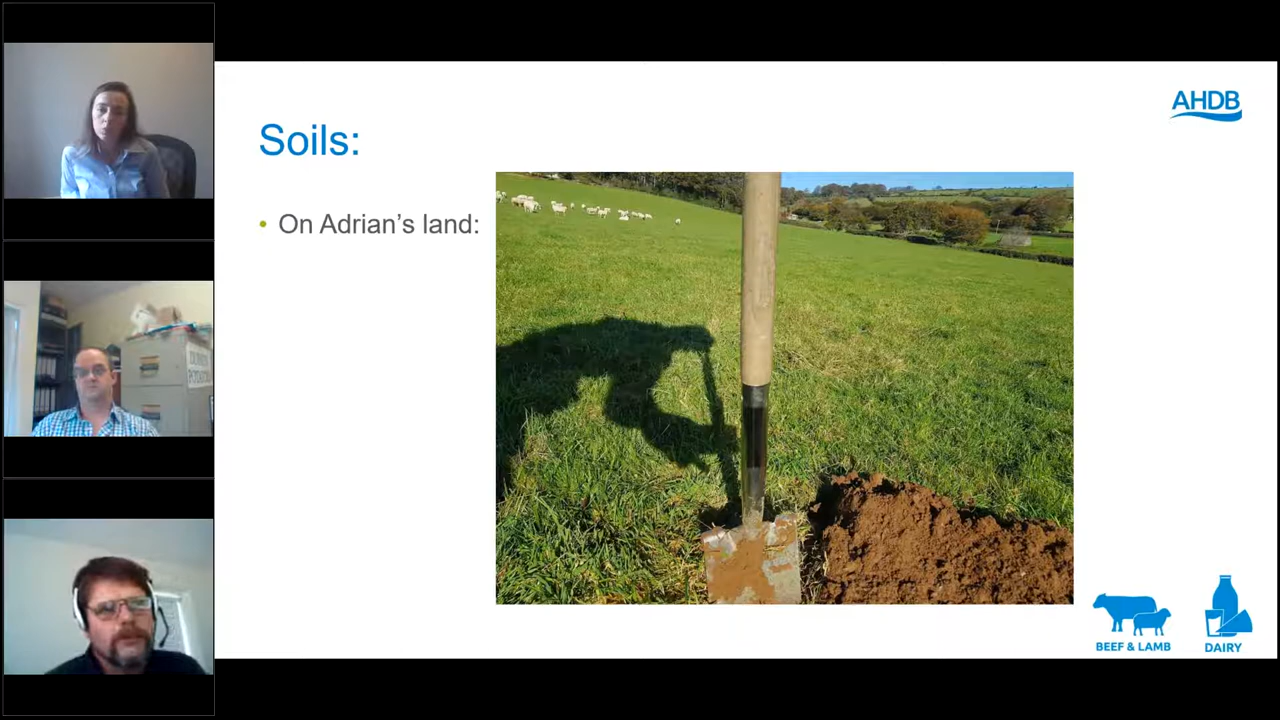 AHDB
Soils:
• On Adrian's land:
BEEF & LAMB
DAIRY